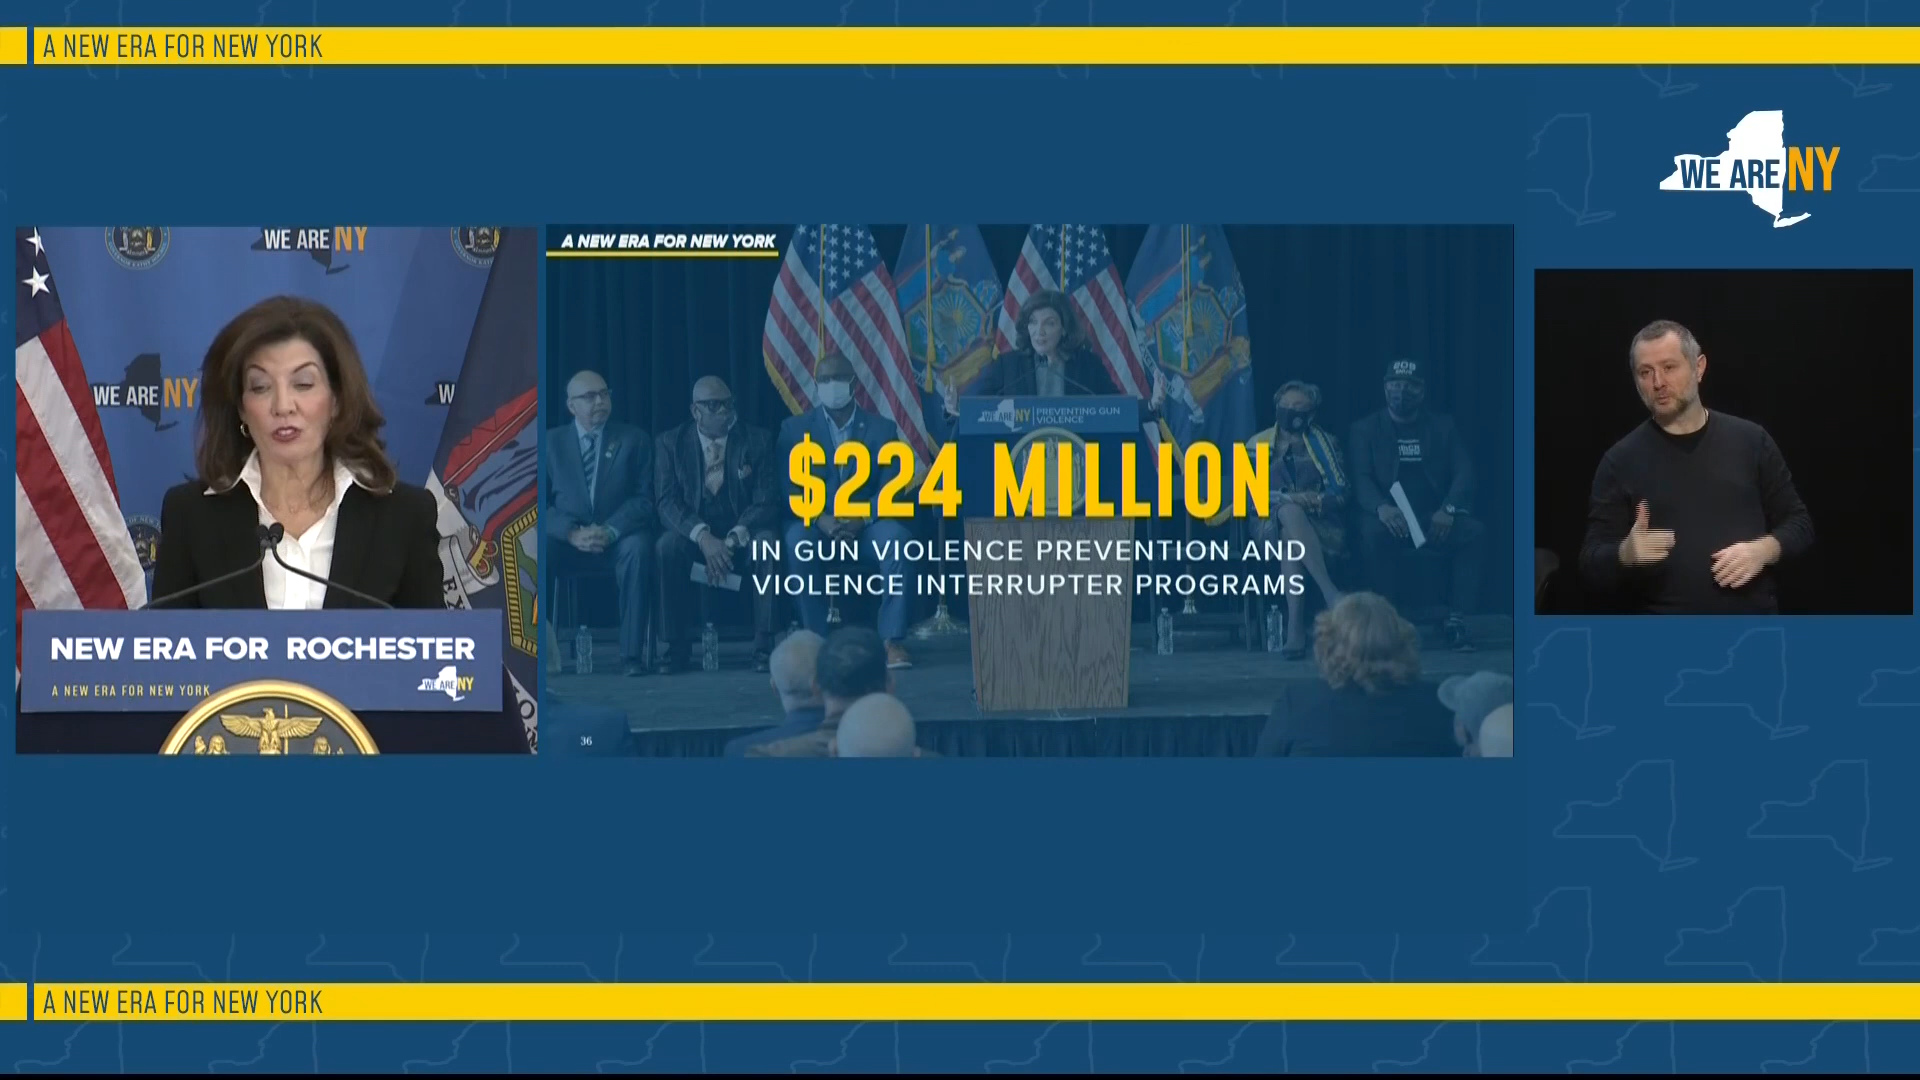 A NEW ERA FOR NEW YORK
WE ARE NY
WE ARE NY
WE ARE NY
W
NEW ERA FOR ROCHESTER
A NEW ERA FOR NEW YORK
WE ARE NY
A NEW ERA FOR NEW YORK
WE ARE NY PREVENTING GUN
VIOLENCE
$224 MILLION
IN GUN VIOLENCE PREVENTION AND
VIOLENCE INTERRUPTER PROGRAMS
36
A NEW ERA FOR NEW YORK